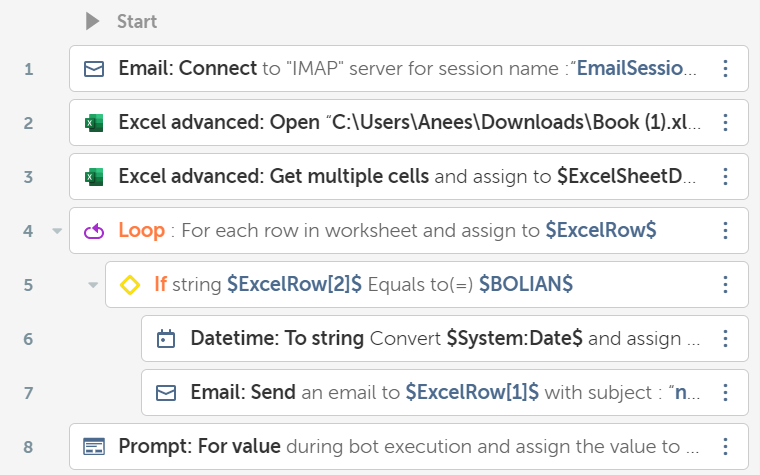 Start
1 Email: Connect to "IMAP" server for session name :“EmailSessio...
2 Excel advanced: Open “C:\Users\Anees\Downloads\Book (1).xl...
3 Excel advanced: Get multiple cells and assign to $ExcelSheetD...
4 Loop : For each row in worksheet and assign to $ExcelRow$
5 If string $ExcelRow[2]$ Equals to(=) $BOLIAN$
6 Datetime: To string Convert $System:Date$ and assign ...
7 Email: Send an email to $ExcelRow[1]$ with subject : “n...
8 Prompt: For value during bot execution and assign the value to ...